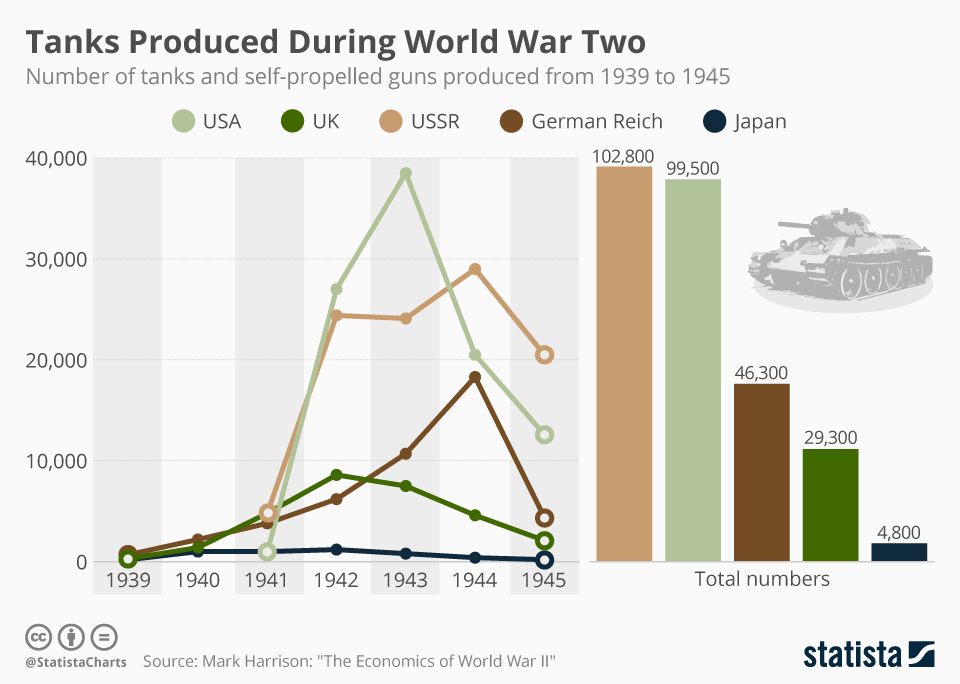 Tanks Produced During World War Two
Number of tanks and self-propelled guns produced from 1939 to 1945
USA UK USSR German Reich Japan
40,000
30,000
20,000
10,000
0
1939 1940 1941 1942 1943 1944 1945
102,800
99,500
46,300
29,300
4,800
Total numbers
cc
@StatistaCharts Source: Mark Harrison: "The Economics of World War II"
statista